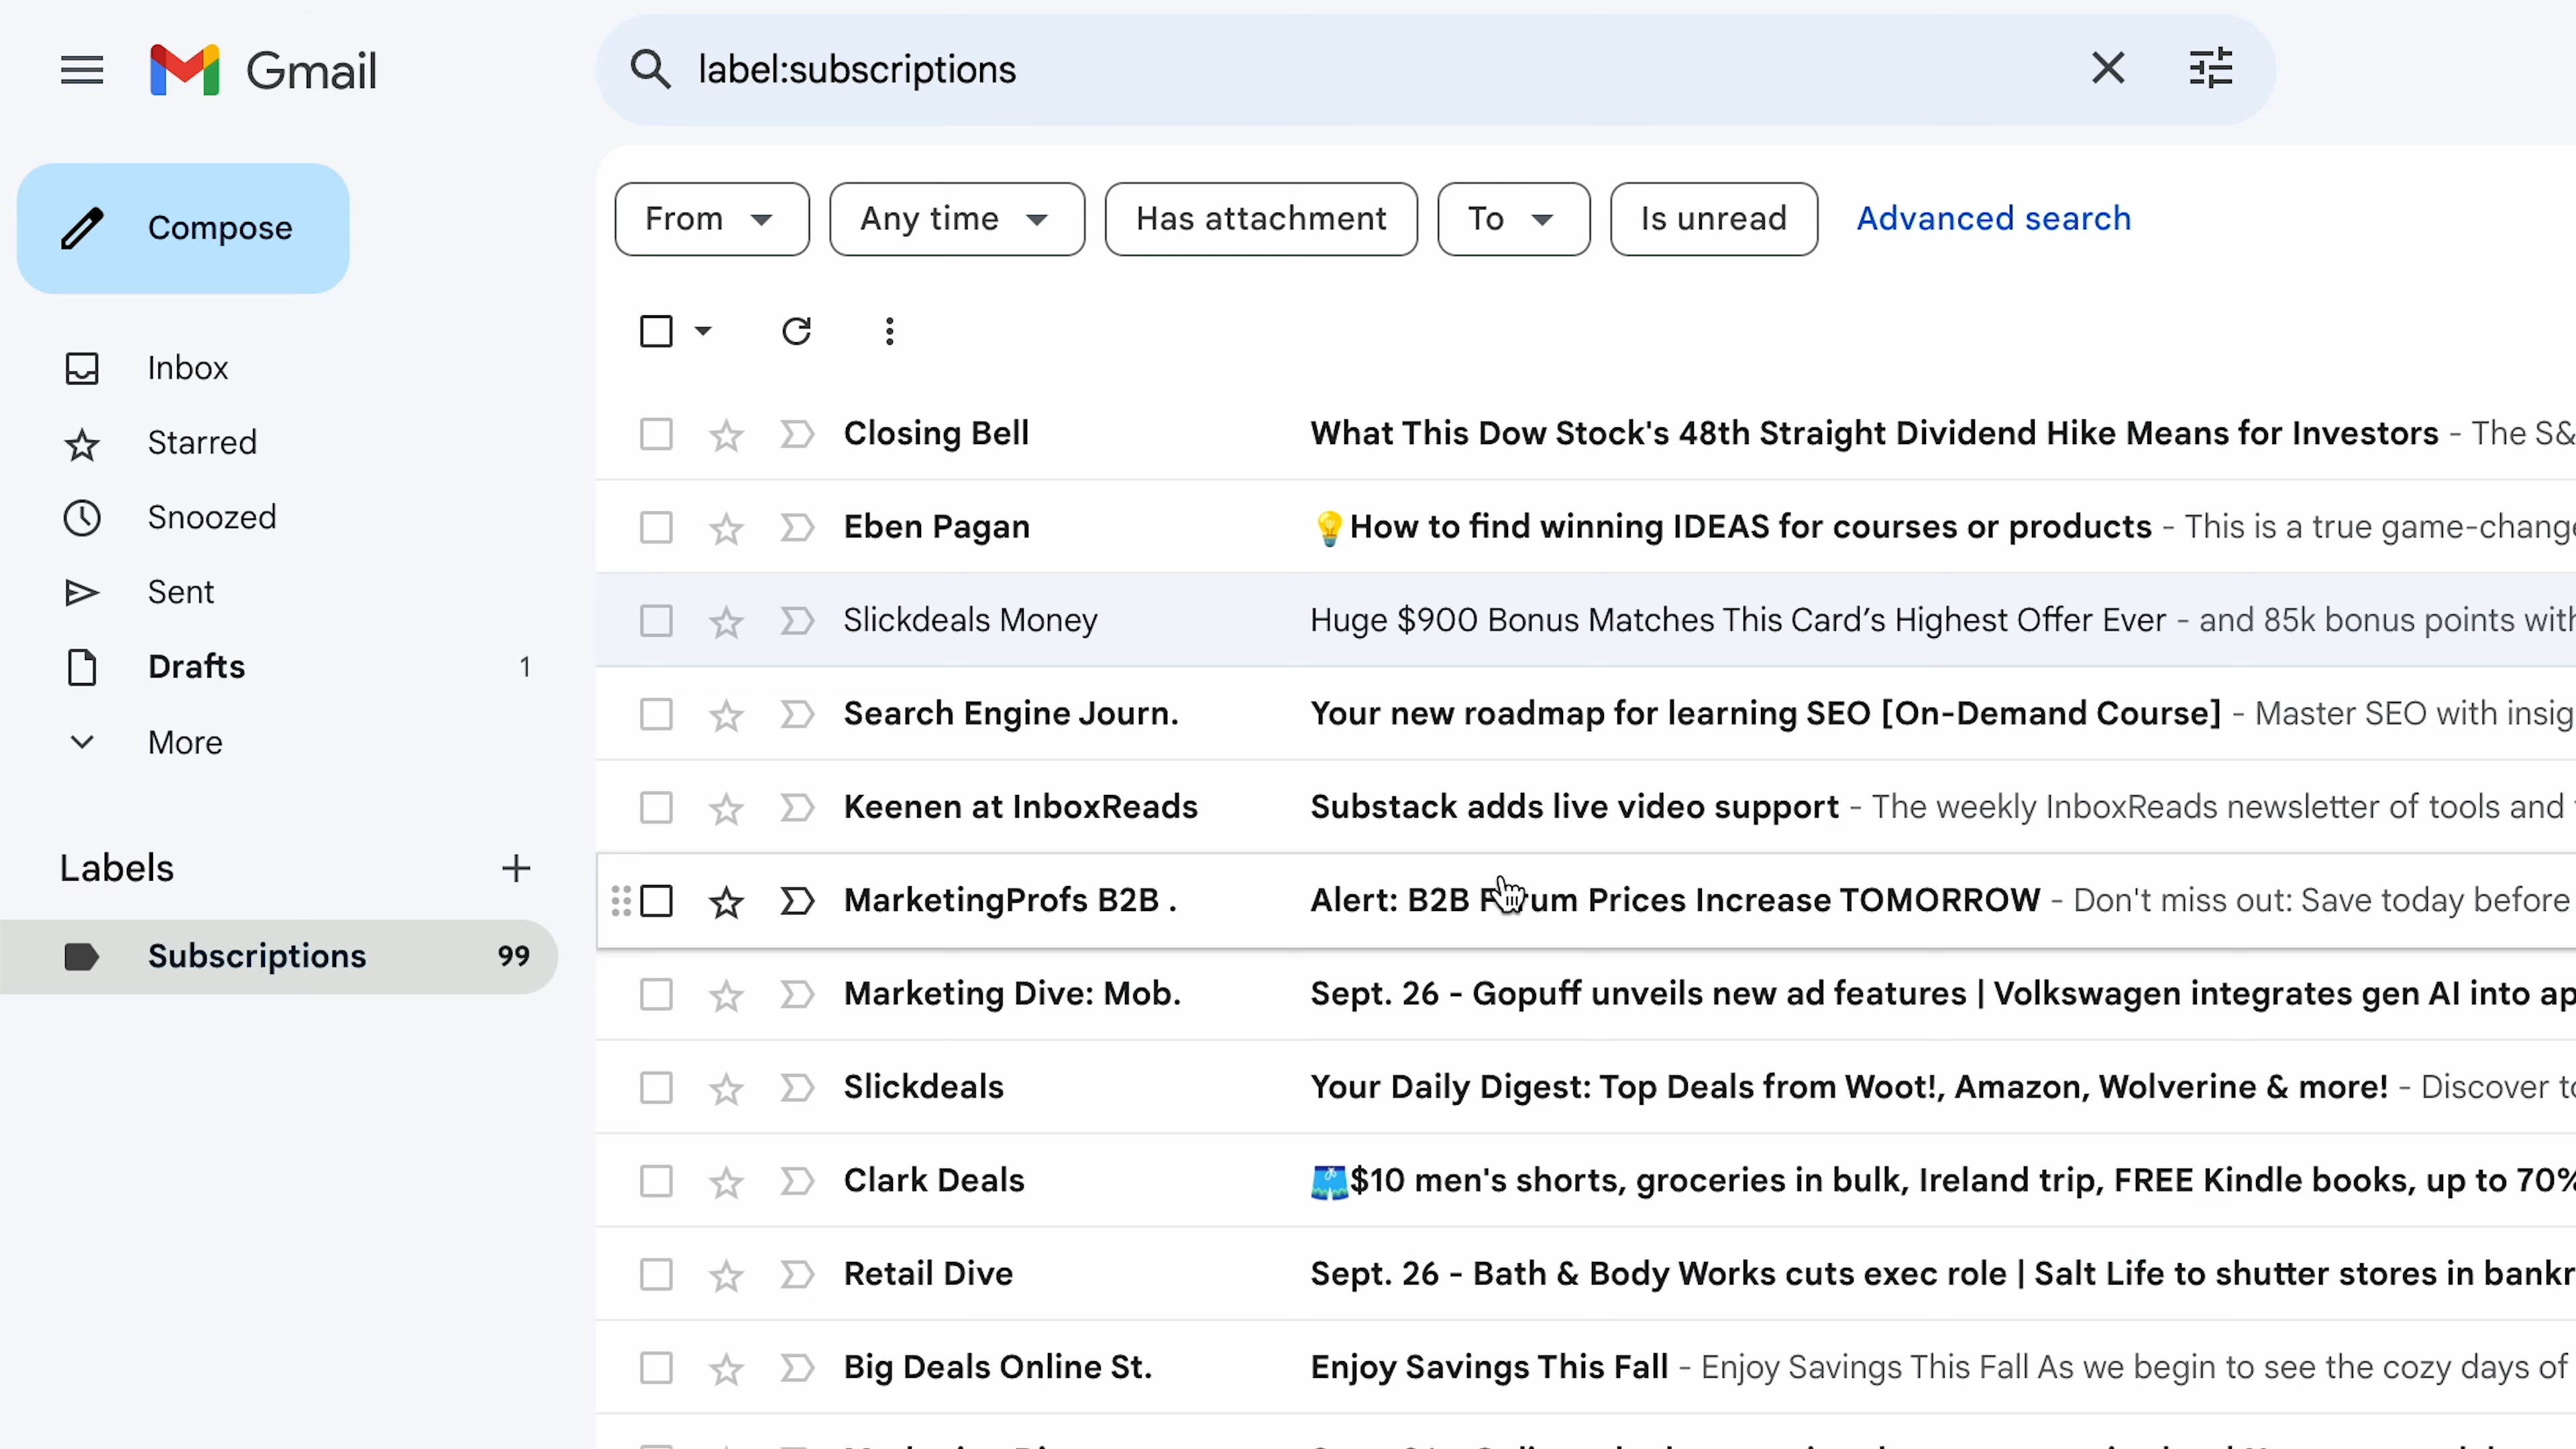 Gmail
label:subscriptions
Compose
From Any time Has attachment To Is unread Advanced search
Inbox
Starred
Snoozed
Sent
Drafts 1
More
Labels
Subscriptions 99
Closing Bell What This Dow Stock's 48th Straight Dividend Hike Means for Investors - The S&
Eben Pagan 💡How to find winning IDEAS for courses or products - This is a true game-change
Slickdeals Money Huge $900 Bonus Matches This Card’s Highest Offer Ever - and 85k bonus points with
Search Engine Journ. Your new roadmap for learning SEO [On-Demand Course] - Master SEO with insig
Keenen at InboxReads Substack adds live video support - The weekly InboxReads newsletter of tools and
MarketingProfs B2B . Alert: B2B Forum Prices Increase TOMORROW - Don't miss out: Save today before
Marketing Dive: Mob. Sept. 26 - Gopuff unveils new ad features | Volkswagen integrates gen AI into ap
Slickdeals Your Daily Digest: Top Deals from Woot!, Amazon, Wolverine & more! - Discover to
Clark Deals 🩳$10 men's shorts, groceries in bulk, Ireland trip, FREE Kindle books, up to 70%
Retail Dive Sept. 26 - Bath & Body Works cuts exec role | Salt Life to shutter stores in bankr
Big Deals Online St. Enjoy Savings This Fall - Enjoy Savings This Fall As we begin to see the cozy days of